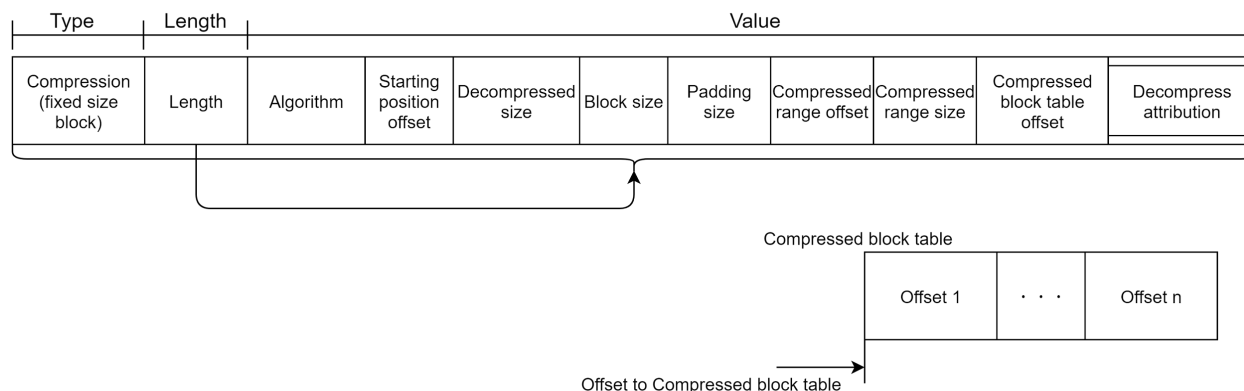 Type
Length
Value
Compression
(fixed size
block)
Length
Algorithm
Starting
position
offset
Decompressed
size
Block size
Padding
size
Compressed
range offset
Compressed
range size
Compressed
block table
offset
Decompress
attribution
Compressed block table
Offset 1
. . .
Offset n
Offset to Compressed block table